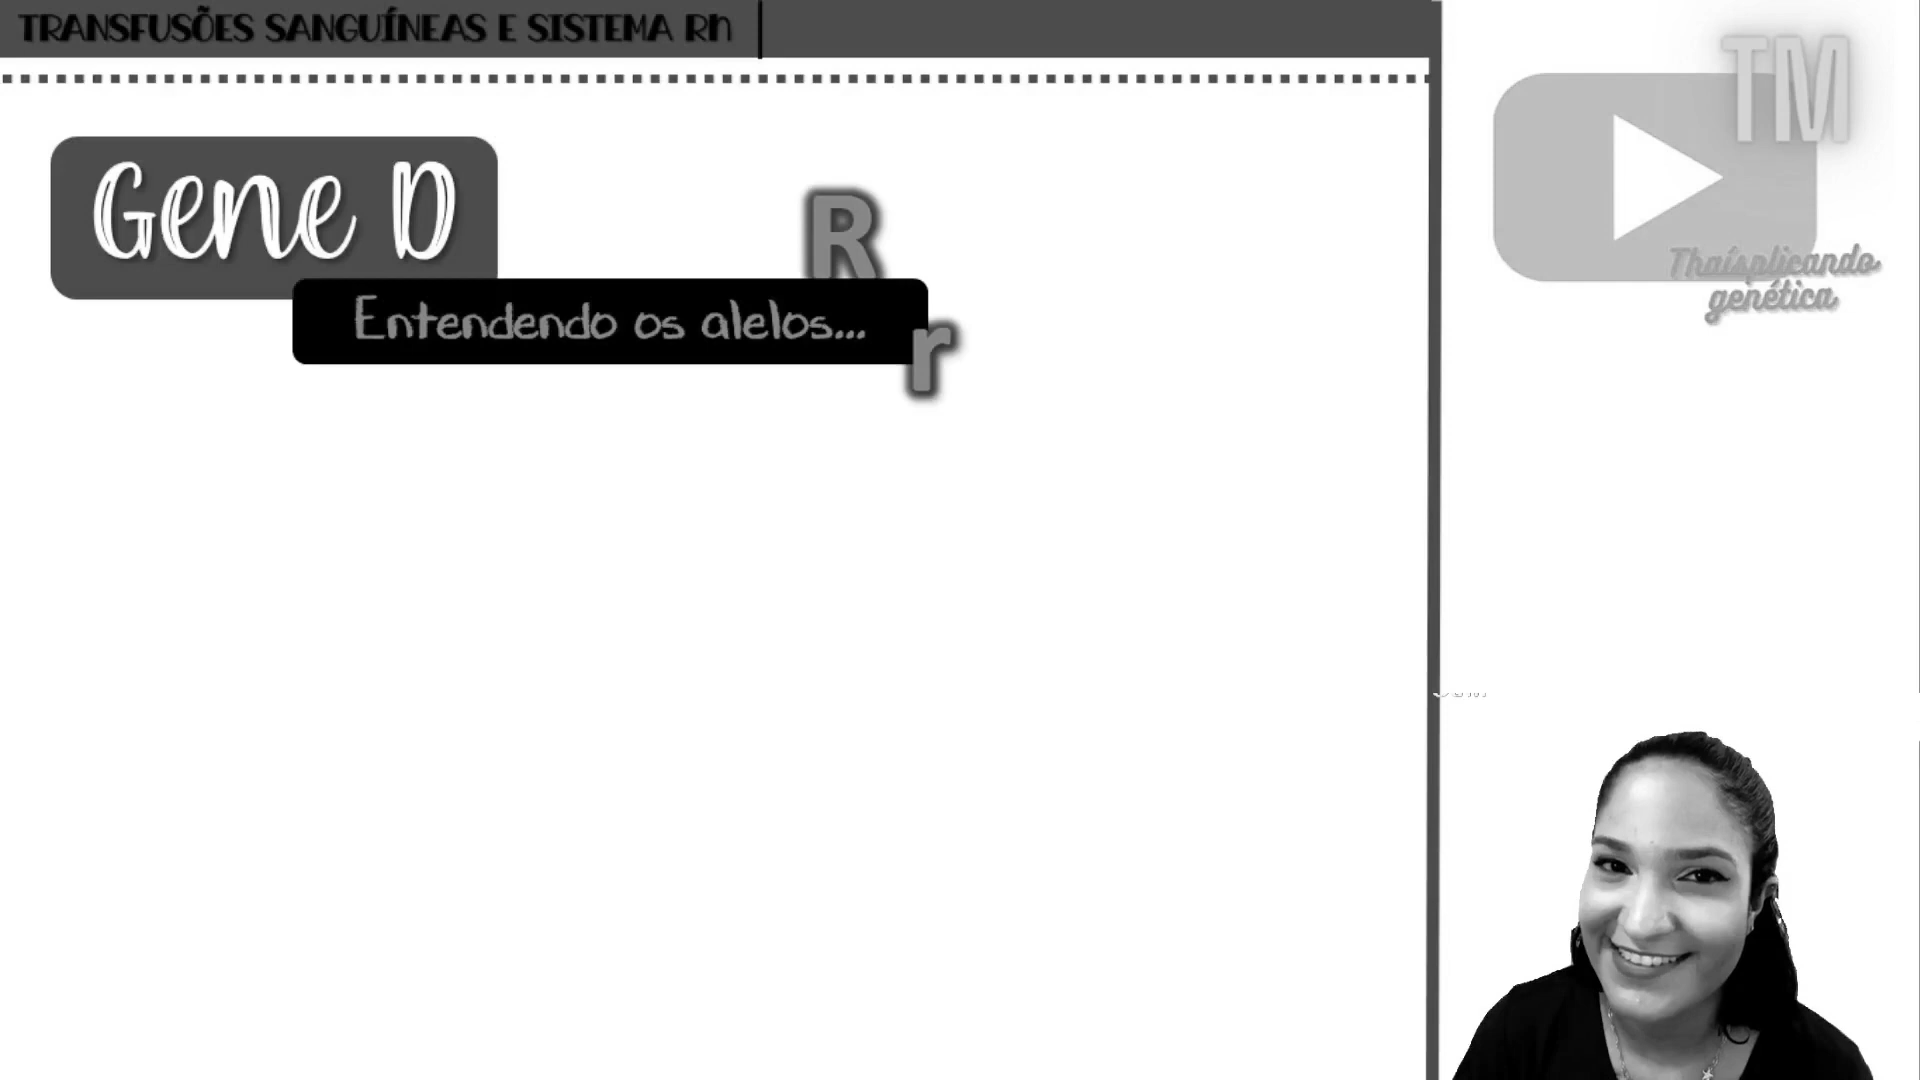 TRANSFUSÕES SANGUÍNEAS E SISTEMA Rh
TM
Gene D
R
Thaísplicando
genética
Entendendo os alelos...
r